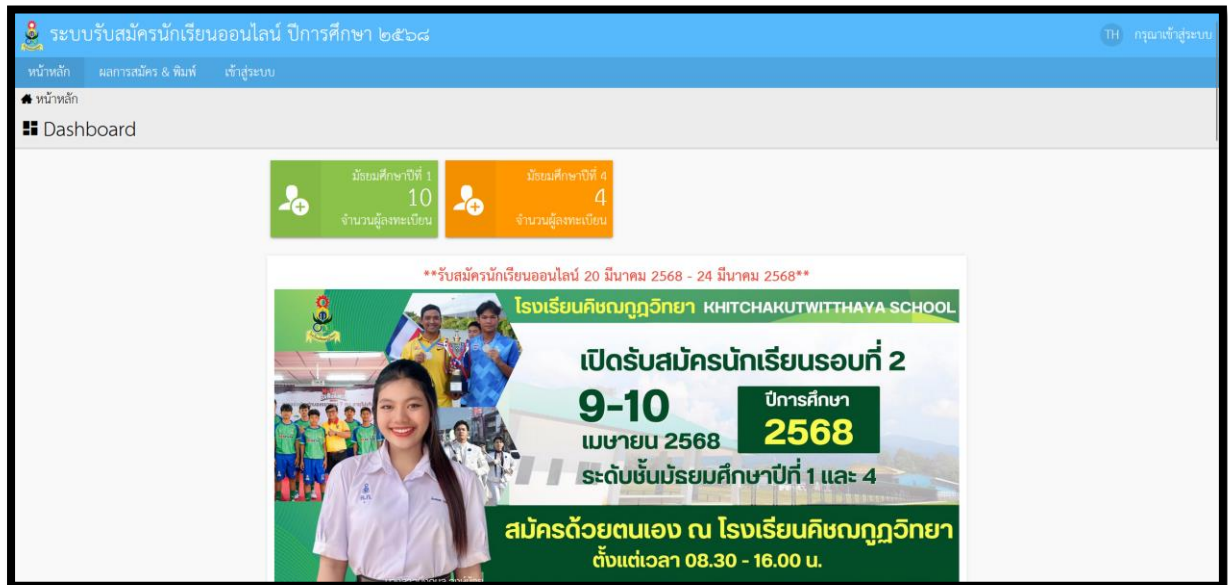 ระบบรับสมัครนักเรียนออนไลน์ ปีการศึกษา ๒๕๖๘
TH กรุณาเข้าสู่ระบบ
หน้าหลัก ผลการสมัคร & พิมพ์ เข้าสู่ระบบ
หน้าหลัก
Dashboard
มัธยมศึกษาปีที่ 1
10
จำนวนผู้ลงทะเบียน
มัธยมศึกษาปีที่ 4
4
จำนวนผู้ลงทะเบียน
**รับสมัครนักเรียนออนไลน์ 20 มีนาคม 2568 - 24 มีนาคม 2568**
โรงเรียนคิชฌกูฏวิทยา KHITCHAKUTWITTHAYA SCHOOL
เปิดรับสมัครนักเรียนรอบที่ 2
9-10
เมษายน 2568
ปีการศึกษา
2568
ระดับชั้นมัธยมศึกษาปีที่ 1 และ 4
สมัครด้วยตนเอง ณ โรงเรียนคิชฌกูฏวิทยา
ตั้งแต่เวลา 08.30 - 16.00 น.